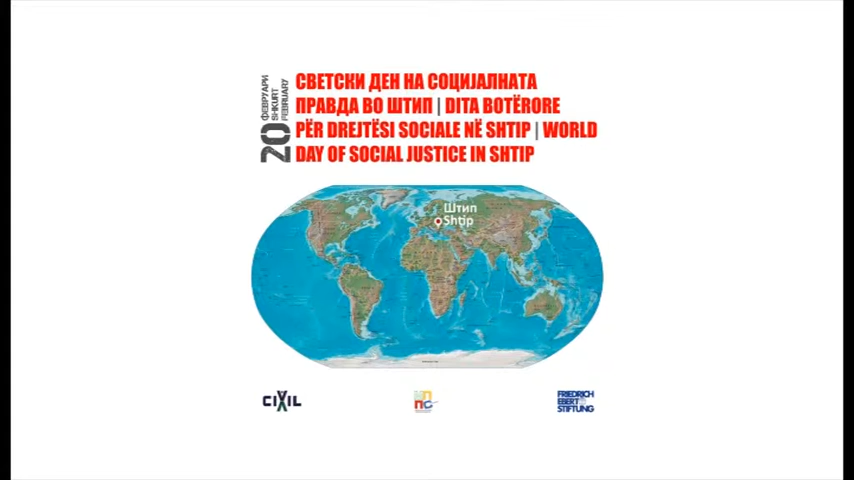 20
ФЕВРУАРИ
SHKURT
FEBRUARY
СВЕТСКИ ДЕН НА СОЦИЈАЛНАТА
ПРАВДА ВО ШТИП | DITA BOTËRORE
PËR DREJTËSI SOCIALE NË SHTIP | WORLD
DAY OF SOCIAL JUSTICE IN SHTIP
Штип
Shtip
CIVIL
FRIEDRICH
EBERT
STIFTUNG